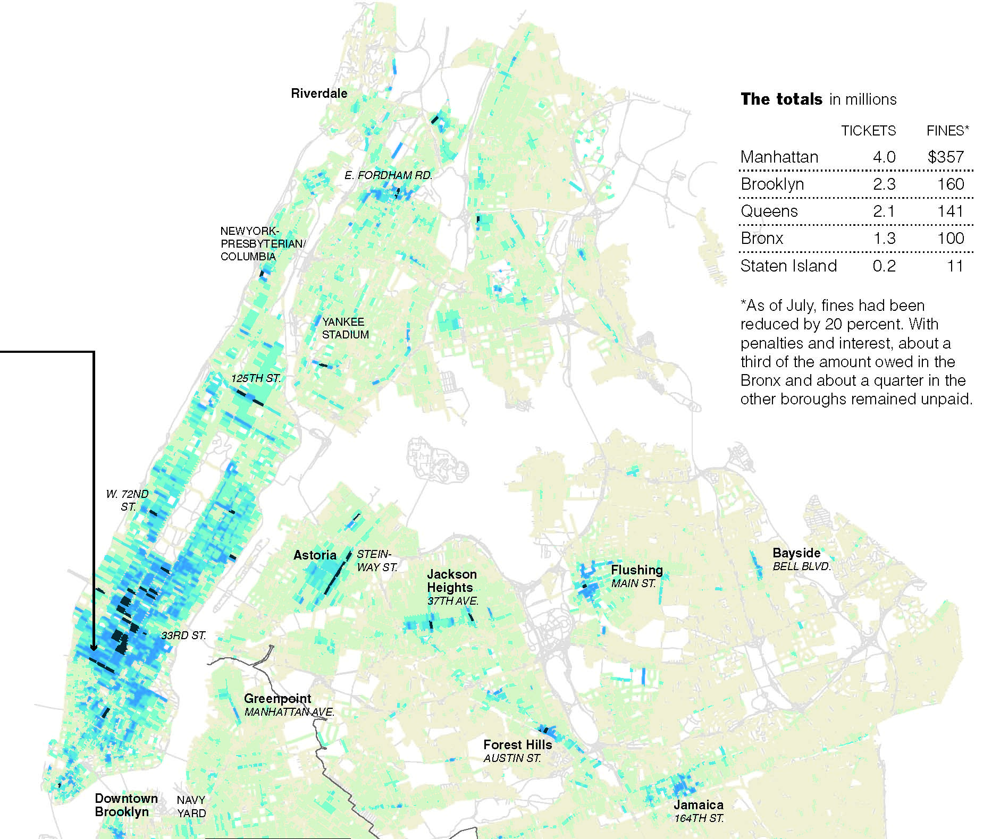 Riverdale
The totals in millions
TICKETS FINES*
Manhattan 4.0 $357
Brooklyn 2.3 160
Queens 2.1 141
Bronx 1.3 100
Staten Island 0.2 11
*As of July, fines had been
reduced by 20 percent. With
penalties and interest, about a
third of the amount owed in the
Bronx and about a quarter in the
other boroughs remained unpaid.
E. FORDHAM RD.
NEWYORK-
PRESBYTERIAN/
COLUMBIA
YANKEE
STADIUM
125TH ST.
W. 72ND
ST.
Astoria
STEIN-
WAY ST.
Jackson
Heights
37TH AVE.
Flushing
MAIN ST.
Bayside
BELL BLVD.
33RD ST.
Greenpoint
MANHATTAN AVE.
Forest Hills
AUSTIN ST.
Downtown
Brooklyn
NAVY
YARD
Jamaica
164TH ST.